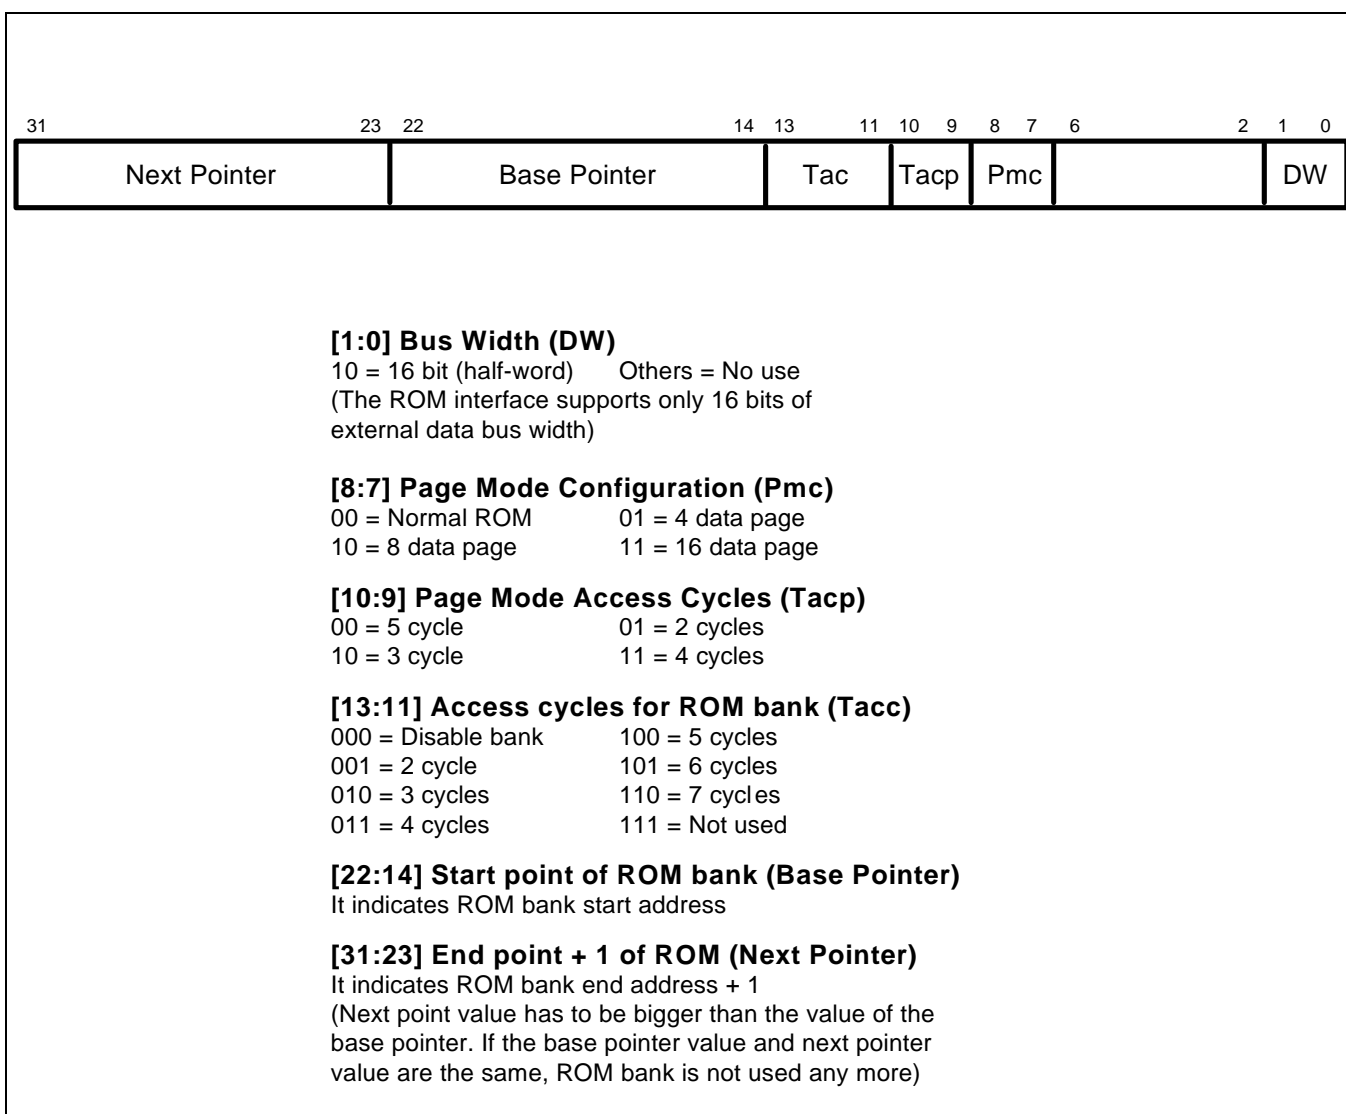 31 23 22 14 13 11 10 9 8 7 6 2 1 0
Next Pointer Base Pointer Tac Tacp Pmc DW
[1:0] Bus Width (DW)
10 = 16 bit (half-word) Others = No use
(The ROM interface supports only 16 bits of
external data bus width)
[8:7] Page Mode Configuration (Pmc)
00 = Normal ROM 01 = 4 data page
10 = 8 data page 11 = 16 data page
[10:9] Page Mode Access Cycles (Tacp)
00 = 5 cycle 01 = 2 cycles
10 = 3 cycle 11 = 4 cycles
[13:11] Access cycles for ROM bank (Tacc)
000 = Disable bank 100 = 5 cycles
001 = 2 cycle 101 = 6 cycles
010 = 3 cycles 110 = 7 cycles
011 = 4 cycles 111 = Not used
[22:14] Start point of ROM bank (Base Pointer)
It indicates ROM bank start address
[31:23] End point + 1 of ROM (Next Pointer)
It indicates ROM bank end address + 1
(Next point value has to be bigger than the value of the
base pointer. If the base pointer value and next pointer
value are the same, ROM bank is not used any more)